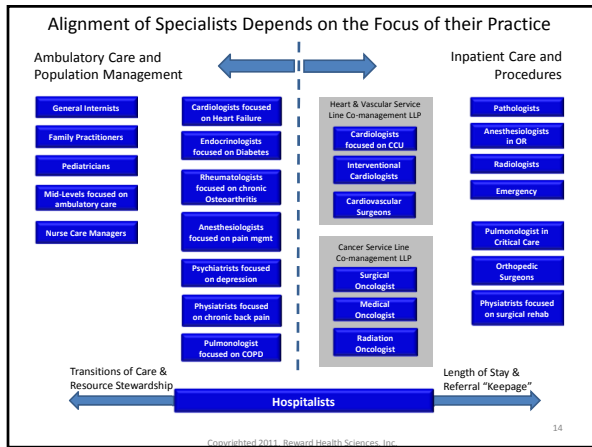 Alignment of Specialists Depends on the Focus of their Practice
Ambulatory Care and
Population Management
Inpatient Care and
Procedures
General Internists
Family Practitioners
Pediatricians
Mid-Levels focused on
ambulatory care
Nurse Care Managers
Cardiologists focused
on Heart Failure
Endocrinologists
focused on Diabetes
Rheumatologists
focused on chronic
Osteoarthritis
Anesthesiologists
focused on pain mgmt
Psychiatrists focused
on depression
Physiatrists focused
on chronic back pain
Pulmonologist
focused on COPD
Heart & Vascular Service
Line Co-management LLP
Cardiologists
focused on CCU
Interventional
Cardiologists
Cardiovascular
Surgeons
Cancer Service Line
Co-management LLP
Surgical
Oncologist
Medical
Oncologist
Radiation
Oncologist
Pathologists
Anesthesiologists
in OR
Radiologists
Emergency
Pulmonologist in
Critical Care
Orthopedic
Surgeons
Physiatrists focused
on surgical rehab
Transitions of Care &
Resource Stewardship
Hospitalists
Length of Stay &
Referral "Keepage"
14
Copyrighted 2011, Reward Health Sciences, Inc.